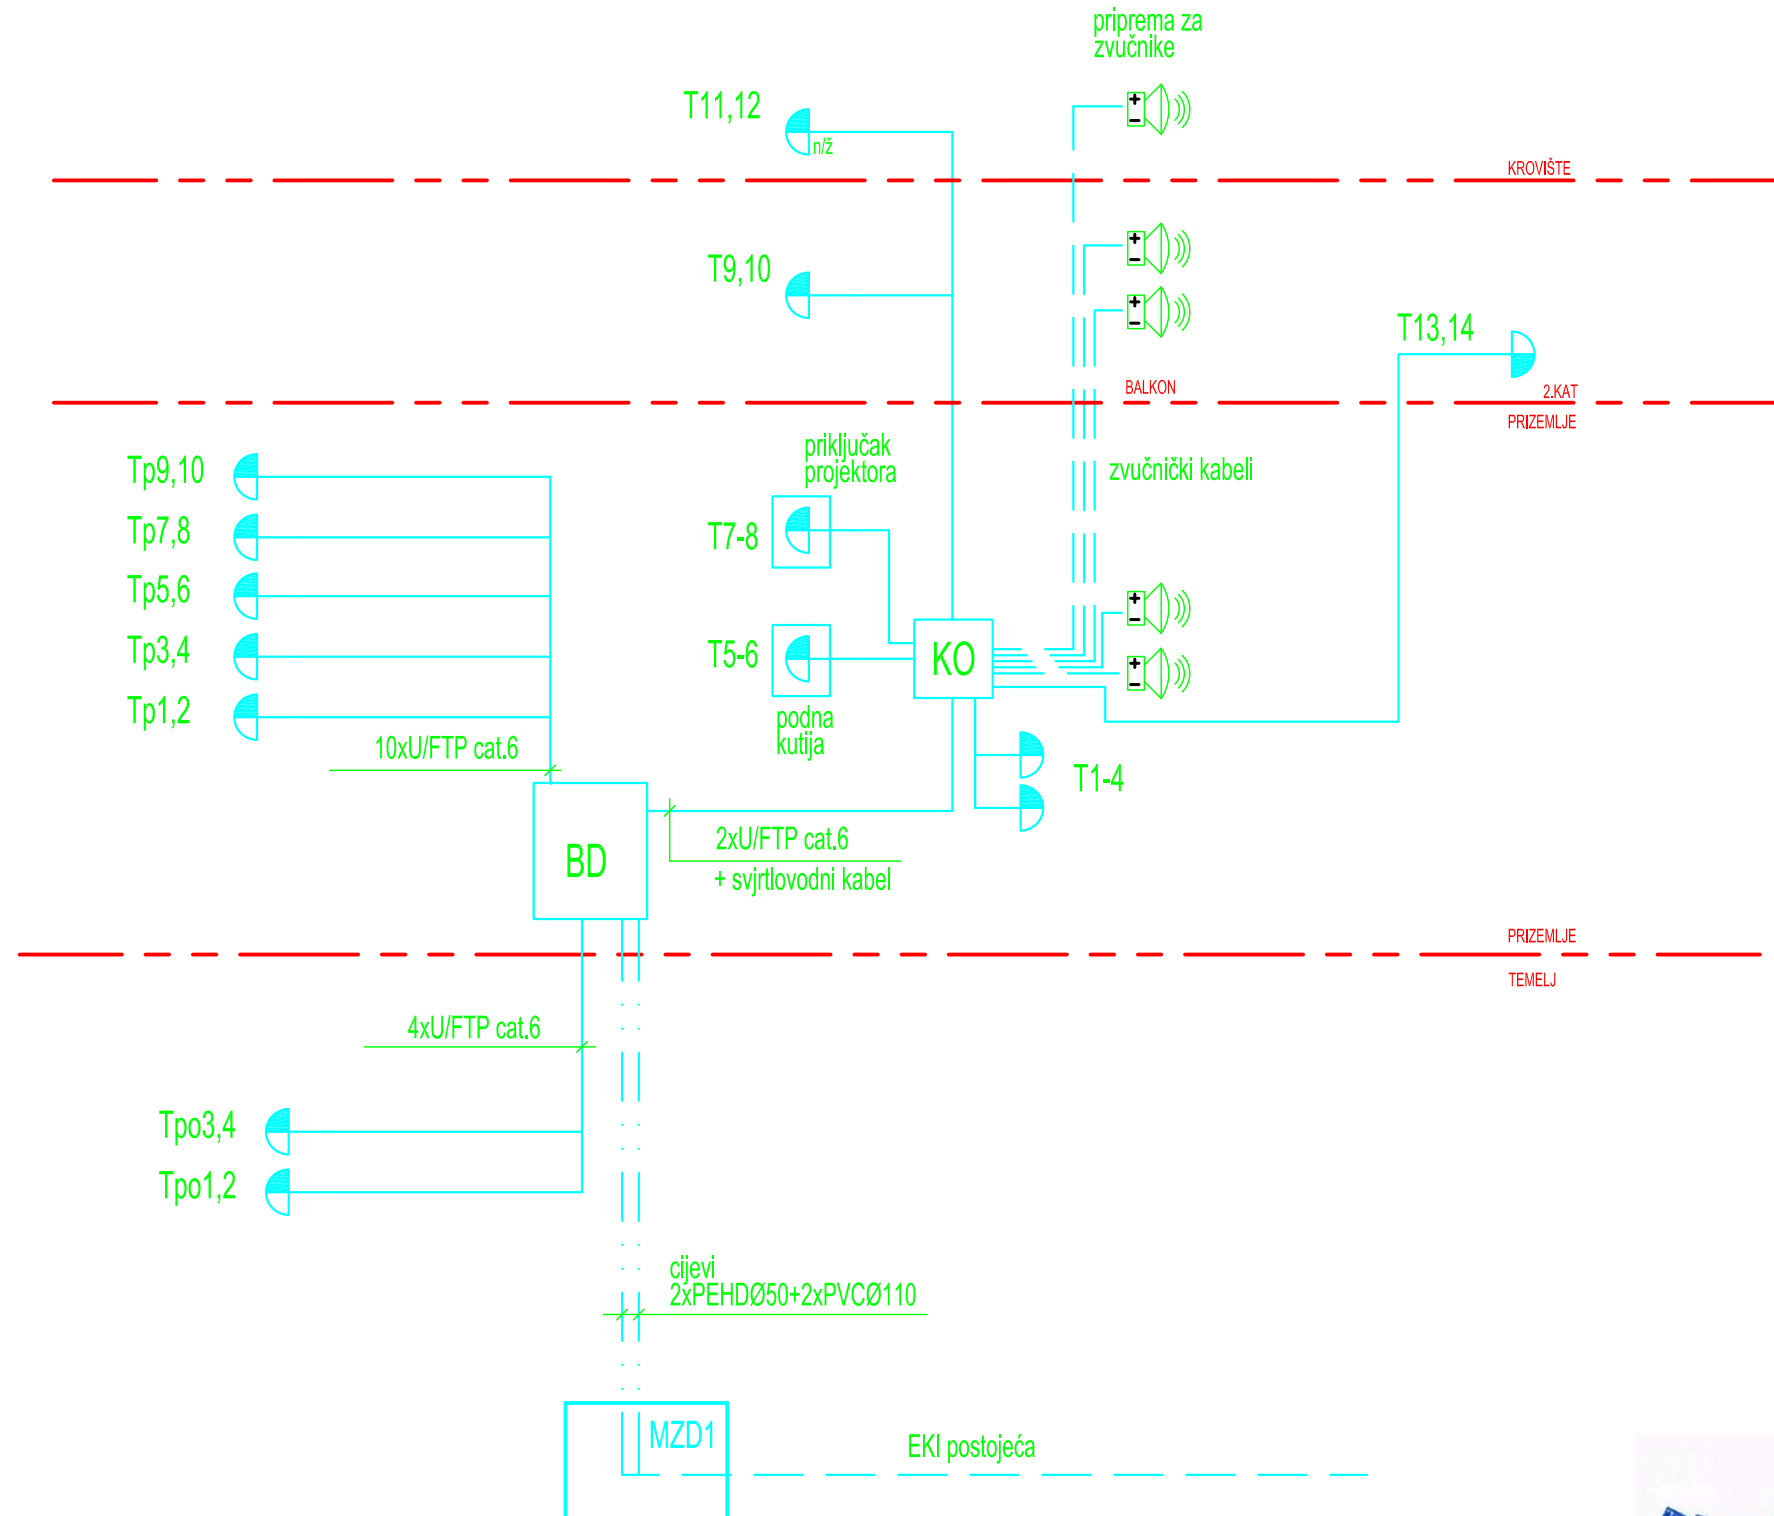 priprema za
zvučnike
T11,12
n/ž
KROVIŠTE
T9,10
T13,14
BALKON
2.KAT
PRIZEMLJE
priključak
projektora
Tp9,10
zvučnički kabeli
Tp7,8
T7-8
Tp5,6
Tp3,4
T5-6
KO
Tp1,2
podna
kutija
10xU/FTP cat.6
T1-4
BD
2xU/FTP cat.6
+ svjrtlovodni kabel
PRIZEMLJE
TEMELJ
4xU/FTP cat.6
Tpo3,4
Tpo1,2
cijevi
2xPEHDØ50+2xPVCØ110
MZD1
EKI postojeća